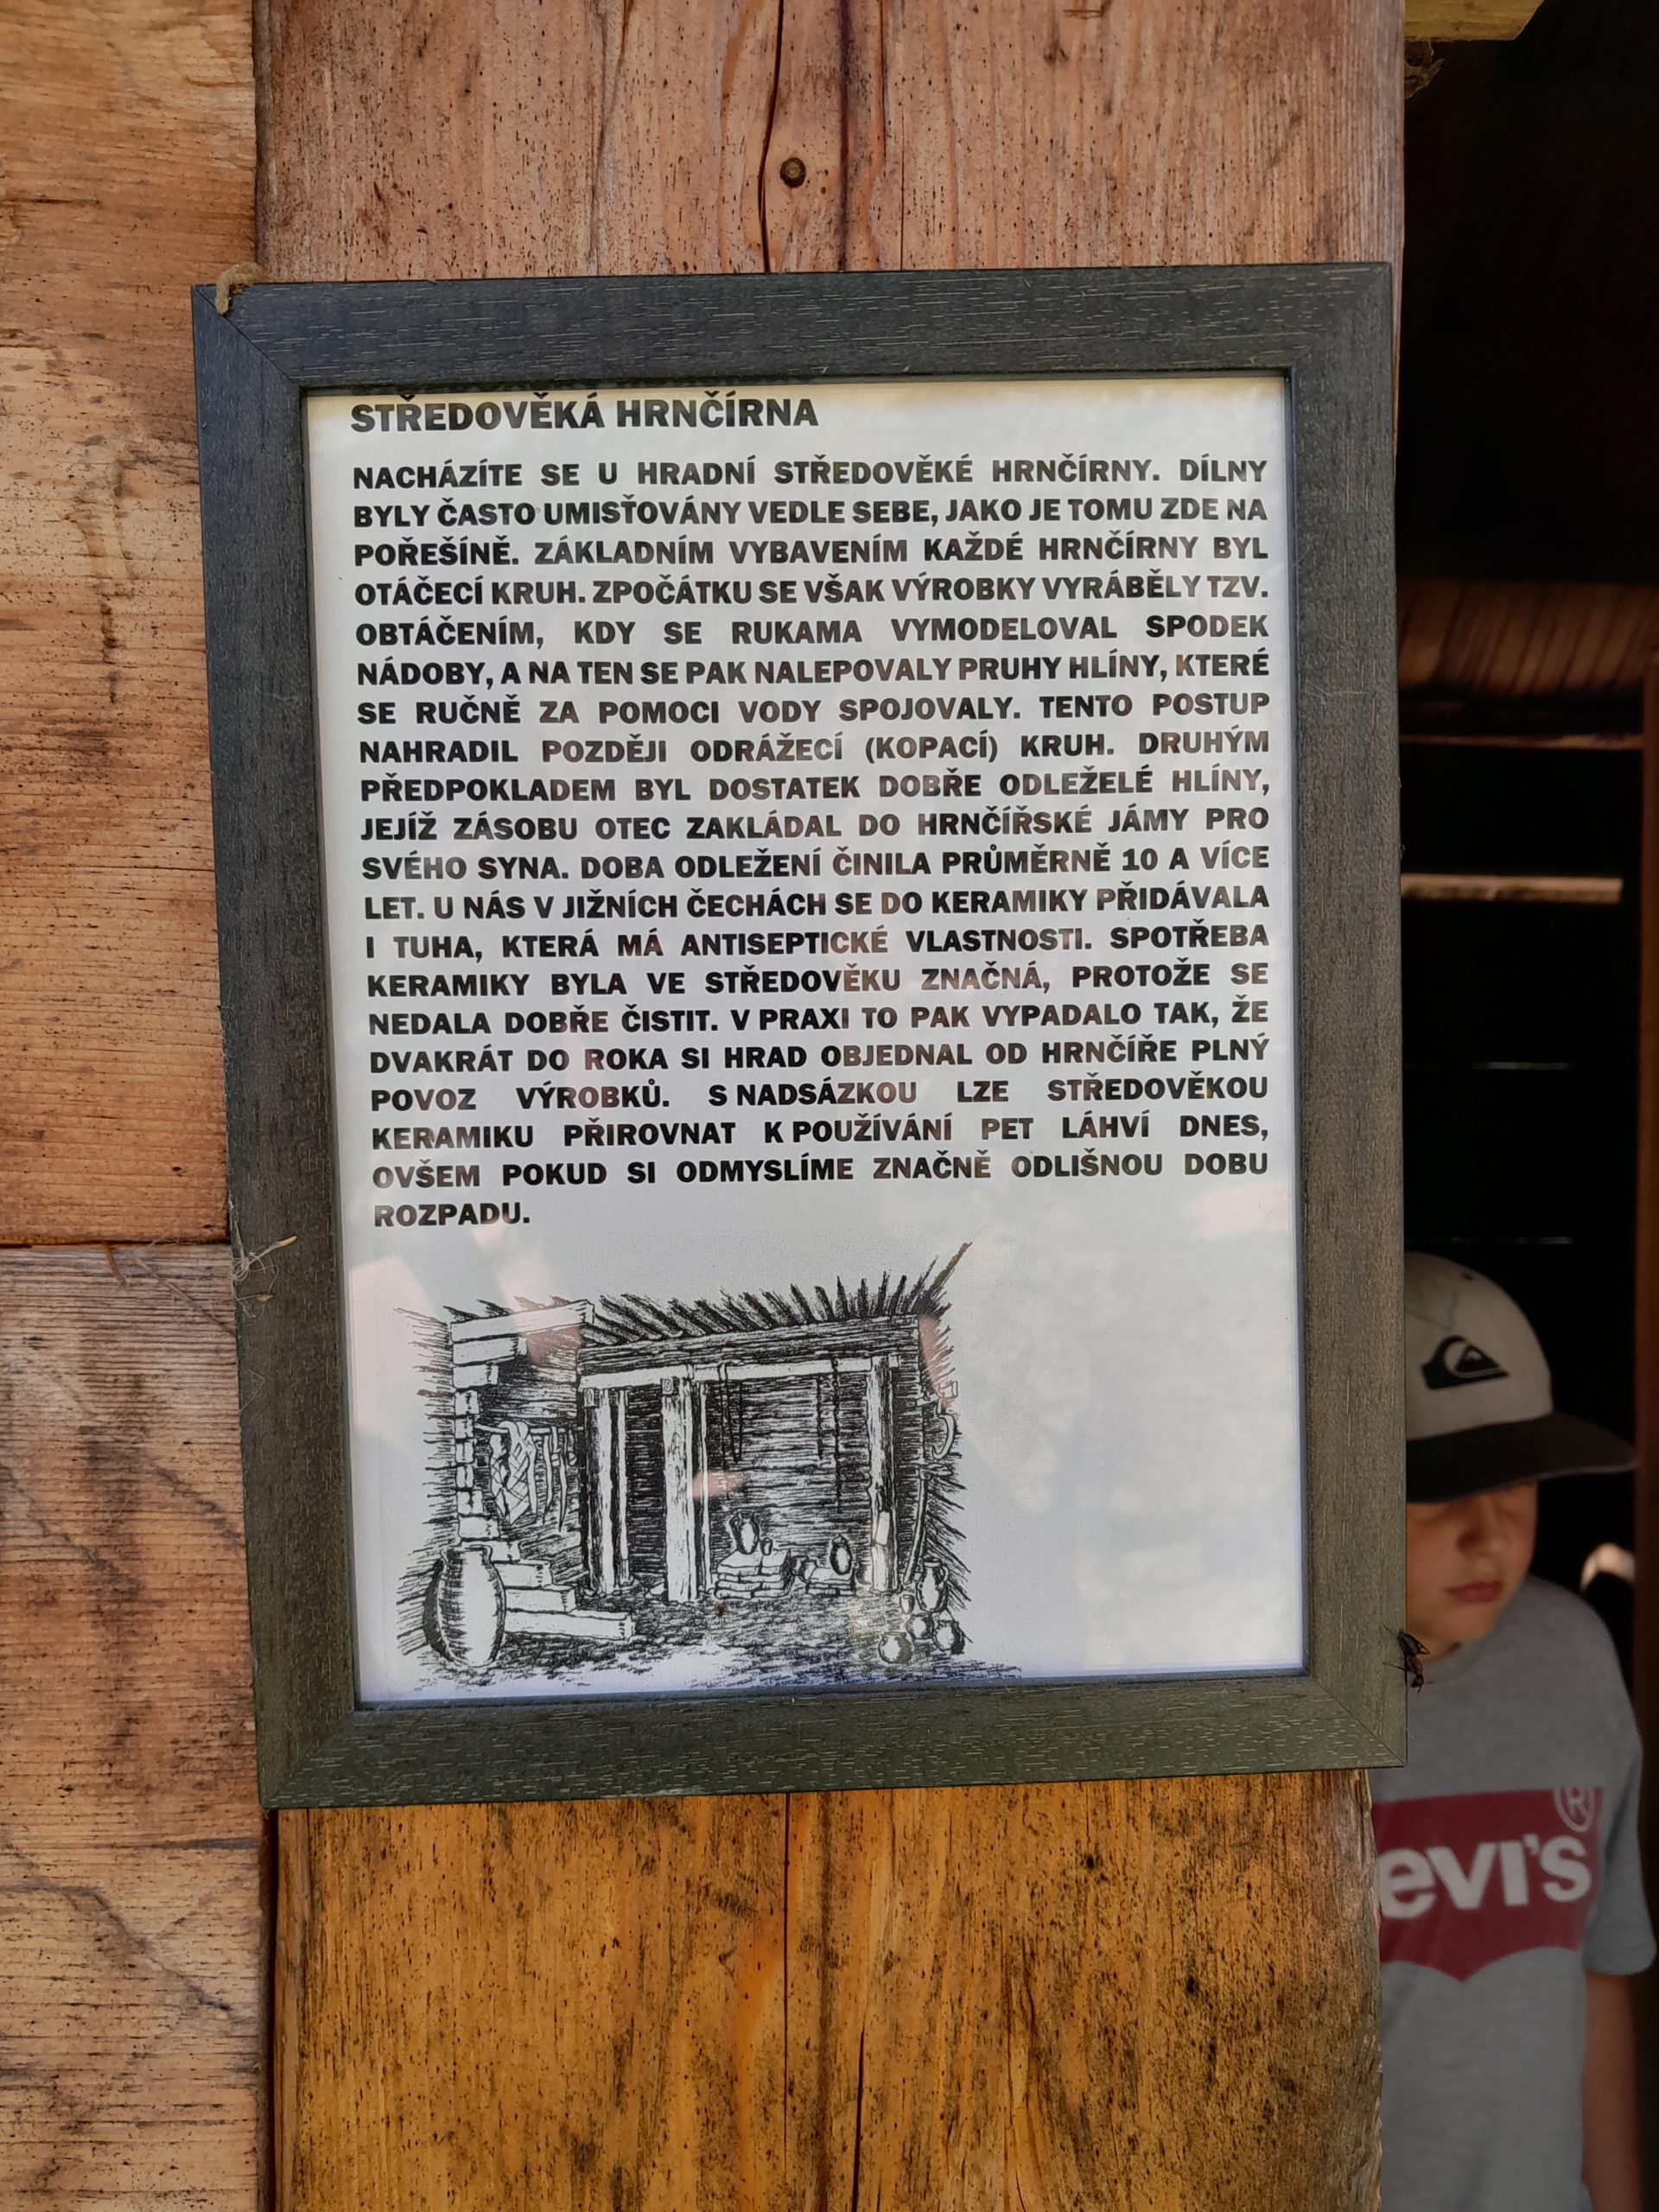 STŘEDOVĚKÁ HRNČÍRNA
NACHÁZÍTE SE U HRADNÍ STŘEDOVĚKÉ HRNČÍRNY. DÍLNY
BYLY ČASTO UMISŤOVÁNY VEDLE SEBE, JAKO JE TOMU ZDE NA
POŘEŠÍNĚ. ZÁKLADNÍM VYBAVENÍM KAŽDÉ HRNČÍRNY BYL
OTÁČECÍ KRUH. ZPOČÁTKU SE VŠAK VÝROBKY VYRÁBĚLY TZV.
OBTÁČENÍM, KDY SE RUKAMA VYMODELOVAL SPODEK
NÁDOBY, A NA TEN SE PAK NALEPOVALY PRUHY HLÍNY, KTERÉ
SE RUČNĚ ZA POMOCI VODY SPOJOVALY. TENTO POSTUP
NAHRADIL POZDĚJI ODRÁŽECÍ (KOPACÍ) KRUH. DRUHÝM
PŘEDPOKLADEM BYL DOSTATEK DOBŘE ODLEŽELÉ HLÍNY,
JEJÍŽ ZÁSOBU OTEC ZAKLÁDAL DO HRNČÍŘSKÉ JÁMY PRO
SVÉHO SYNA. DOBA ODLEŽENÍ ČINILA PRŮMĚRNĚ 10 A VÍCE
LET. U NÁS V JIŽNÍCH ČECHÁCH SE DO KERAMIKY PŘIDÁVALA
I TUHA, KTERÁ MÁ ANTISEPTICKÉ VLASTNOSTI. SPOTŘEBA
KERAMIKY BYLA VE STŘEDOVĚKU ZNAČNÁ, PROTOŽE SE
NEDALA DOBŘE ČISTIT. V PRAXI TO PAK VYPADALO TAK, ŽE
DVAKRÁT DO ROKA SI HRAD OBJEDNAL OD HRNČÍŘE PLNÝ
POVOZ VÝROBKŮ. S NADSÁZKOU LZE STŘEDOVĚKOU
KERAMIKU PŘIROVNAT K POUŽÍVÁNÍ PET LÁHVÍ DNES,
OVŠEM POKUD SI ODMYSLÍME ZNAČNĚ ODLIŠNOU DOBU
ROZPADU.
evi's ®